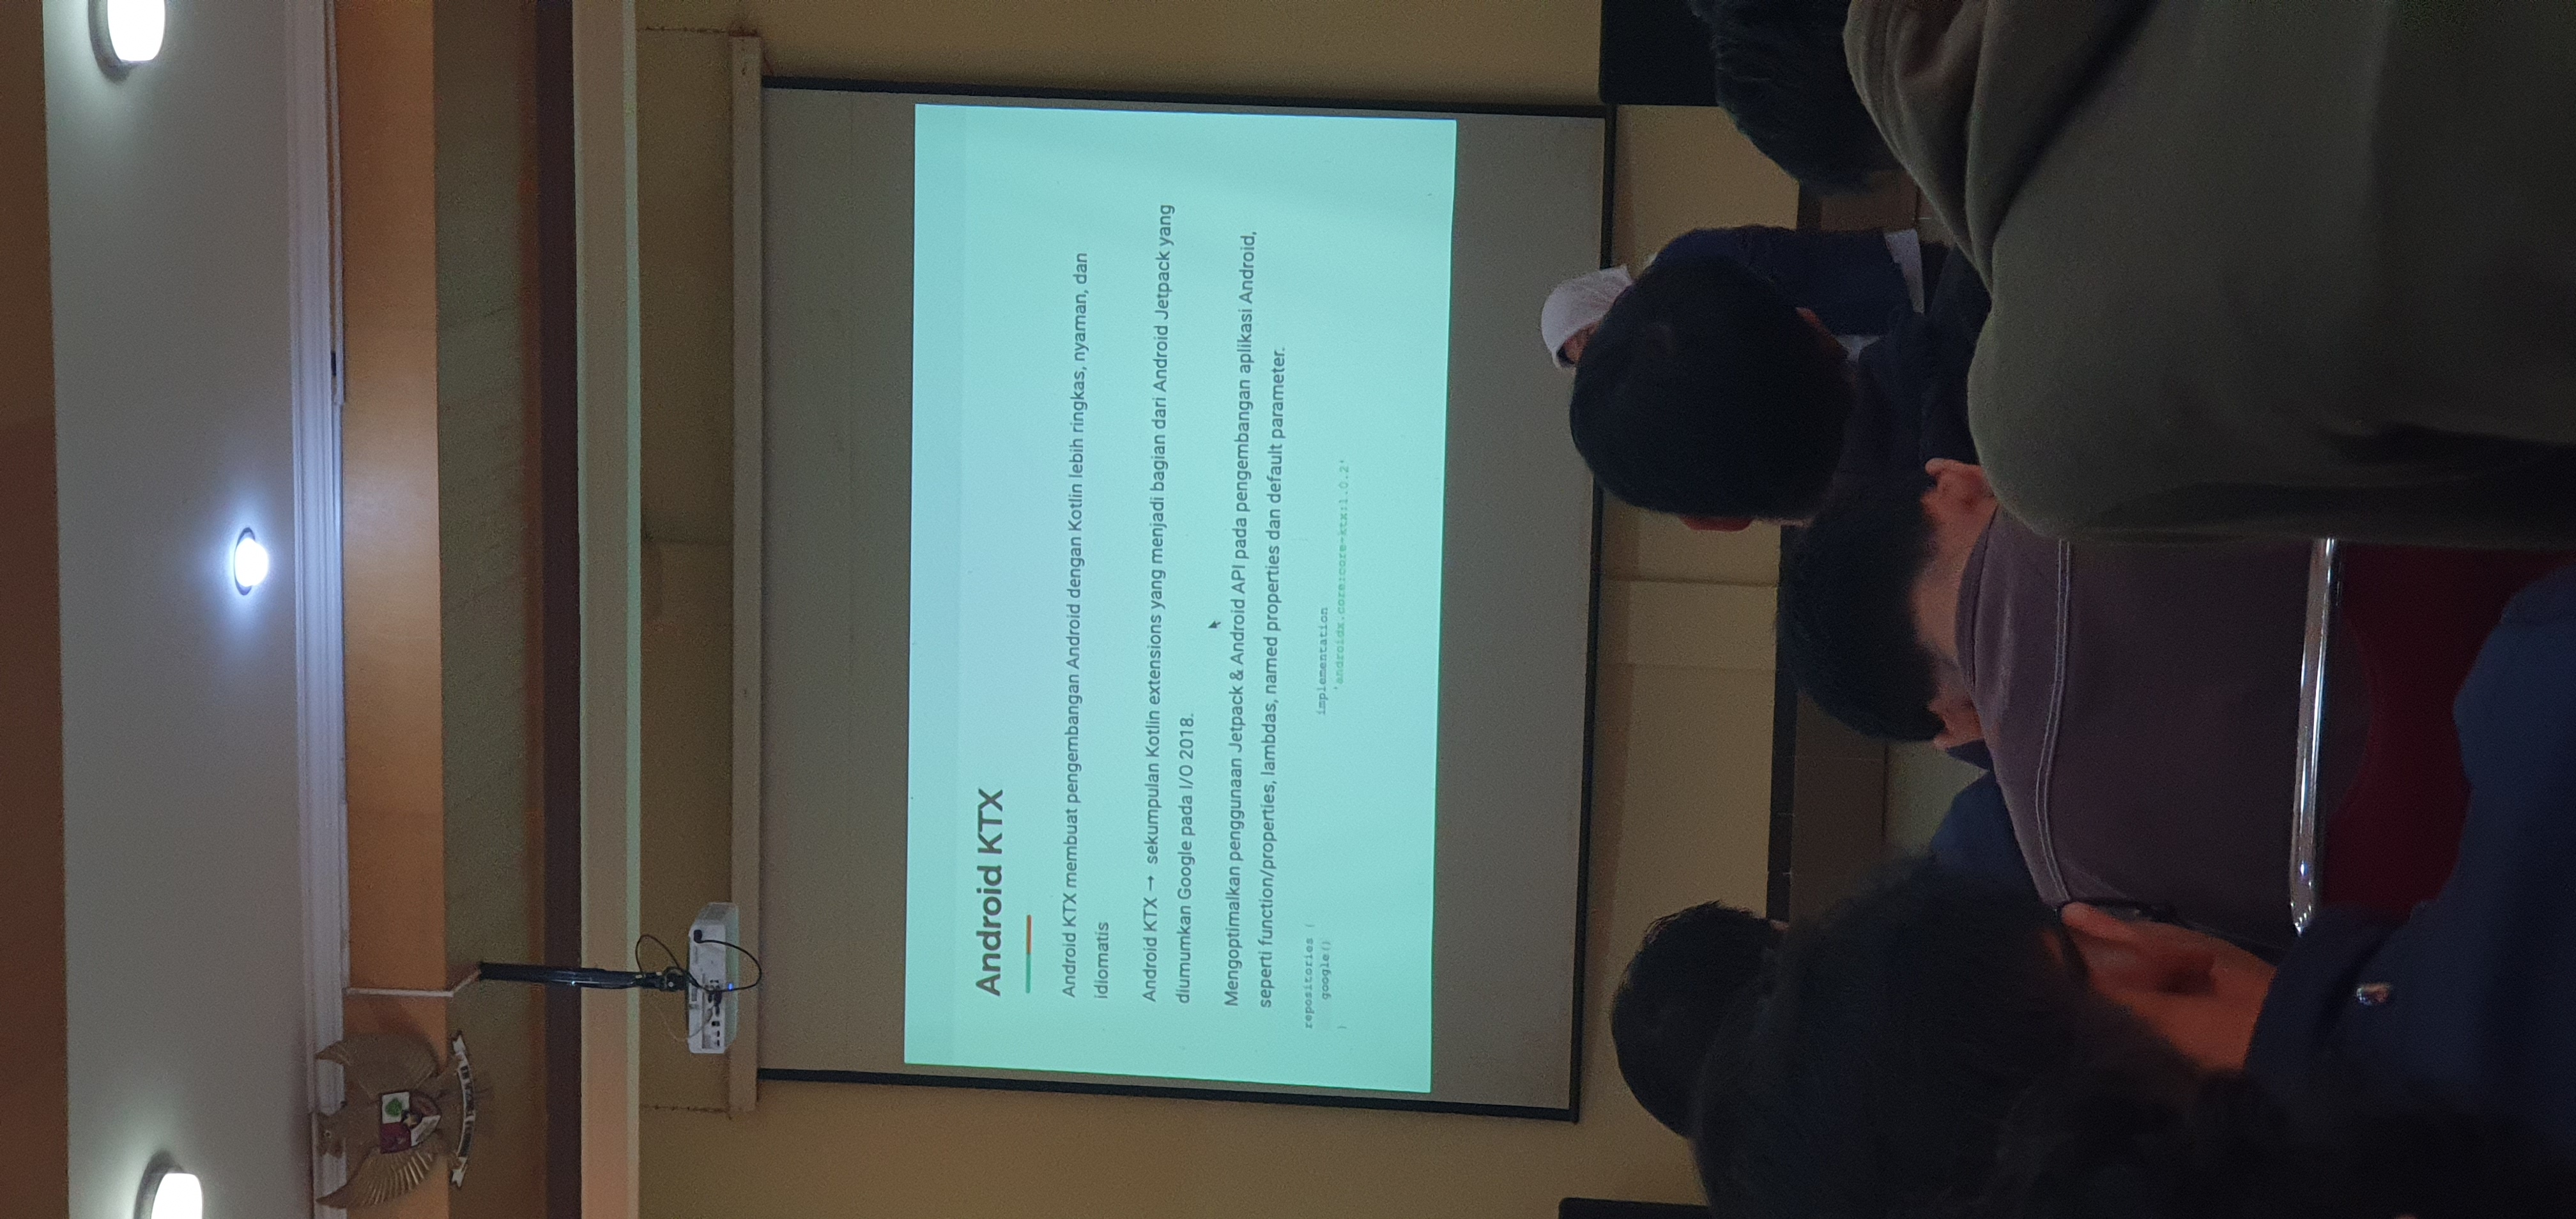 Android KTX
Android KTX membuat pengembangan Android dengan Kotlin lebih ringkas, nyaman, dan
idiomatis
Android KTX → sekumpulan Kotlin extensions yang menjadi bagian dari Android Jetpack yang
diumumkan Google pada I/O 2018.
Mengoptimalkan penggunaan Jetpack & Android API pada pengembangan aplikasi Android,
seperti function/properties, lambdas, named properties dan default parameter.
repositories {
google()
}
implementation
'androidx.core:core-ktx:1.0.2'